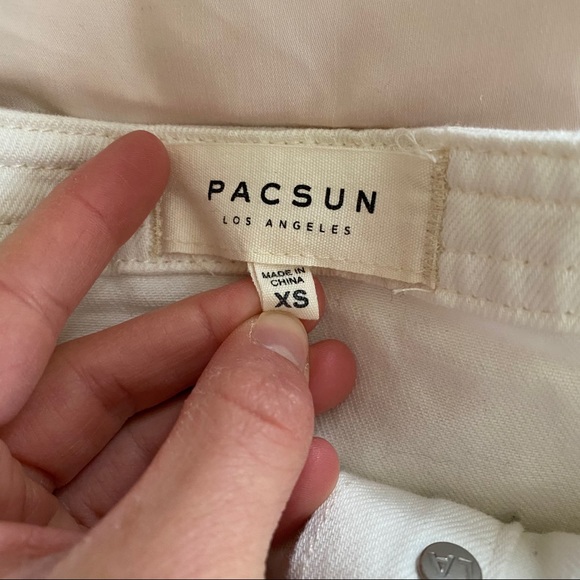 PACSUN
LOS ANGELES
MADE IN
CHINA
XS
LA